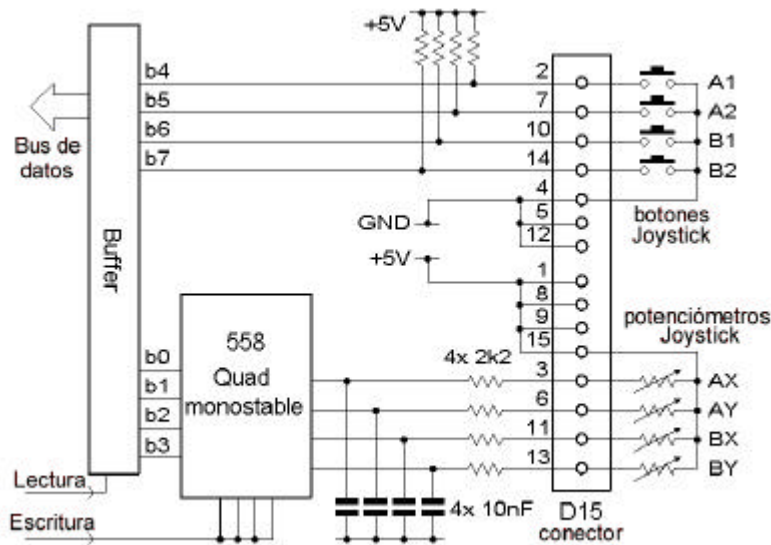 +5V
b4
2
A1
b5
7
A2
b6
10
B1
b7
14
B2
Bus de
datos
4
GND
5
12
botones
Joystick
Buffer
+5V
1
8
9
15
potenciómetros
Joystick
558
Quad
monostable
b0
b1
b2
b3
4x 2k2
3
AX
6
AY
11
BX
13
BY
Lectura
Escritura
4x 10nF
D15
conector